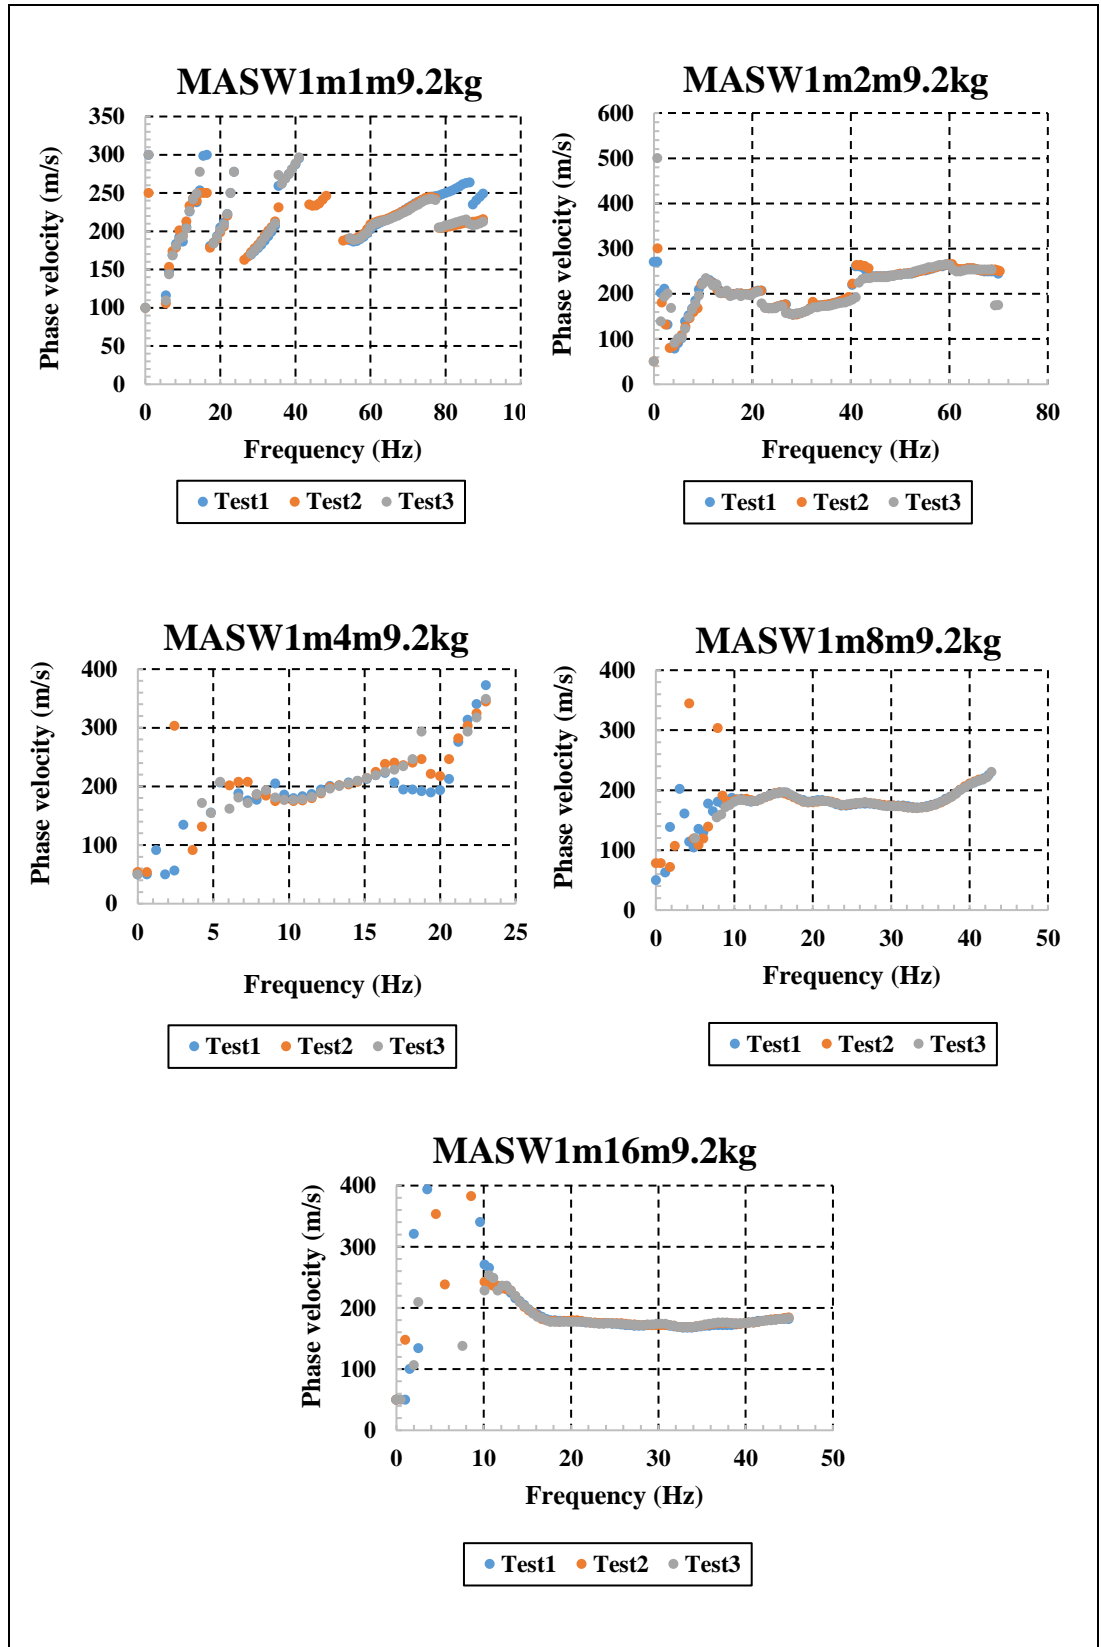 MASW1m1m9.2kg
Phase velocity (m/s)
350
300
250
200
150
100
50
0
0 20 40 60 80 10
Frequency (Hz)
Test1 Test2 Test3
MASW1m2m9.2kg
Phase velocity (m/s)
600
500
400
300
200
100
0
0 20 40 60 80
Frequency (Hz)
Test1 Test2 Test3
MASW1m4m9.2kg
Phase velocity (m/s)
400
300
200
100
0
0 5 10 15 20 25
Frequency (Hz)
Test1 Test2 Test3
MASW1m8m9.2kg
Phase velocity (m/s)
400
300
200
100
0
0 10 20 30 40 50
Frequency (Hz)
Test1 Test2 Test3
MASW1m16m9.2kg
Phase velocity (m/s)
400
300
200
100
0
0 10 20 30 40 50
Frequency (Hz)
Test1 Test2 Test3